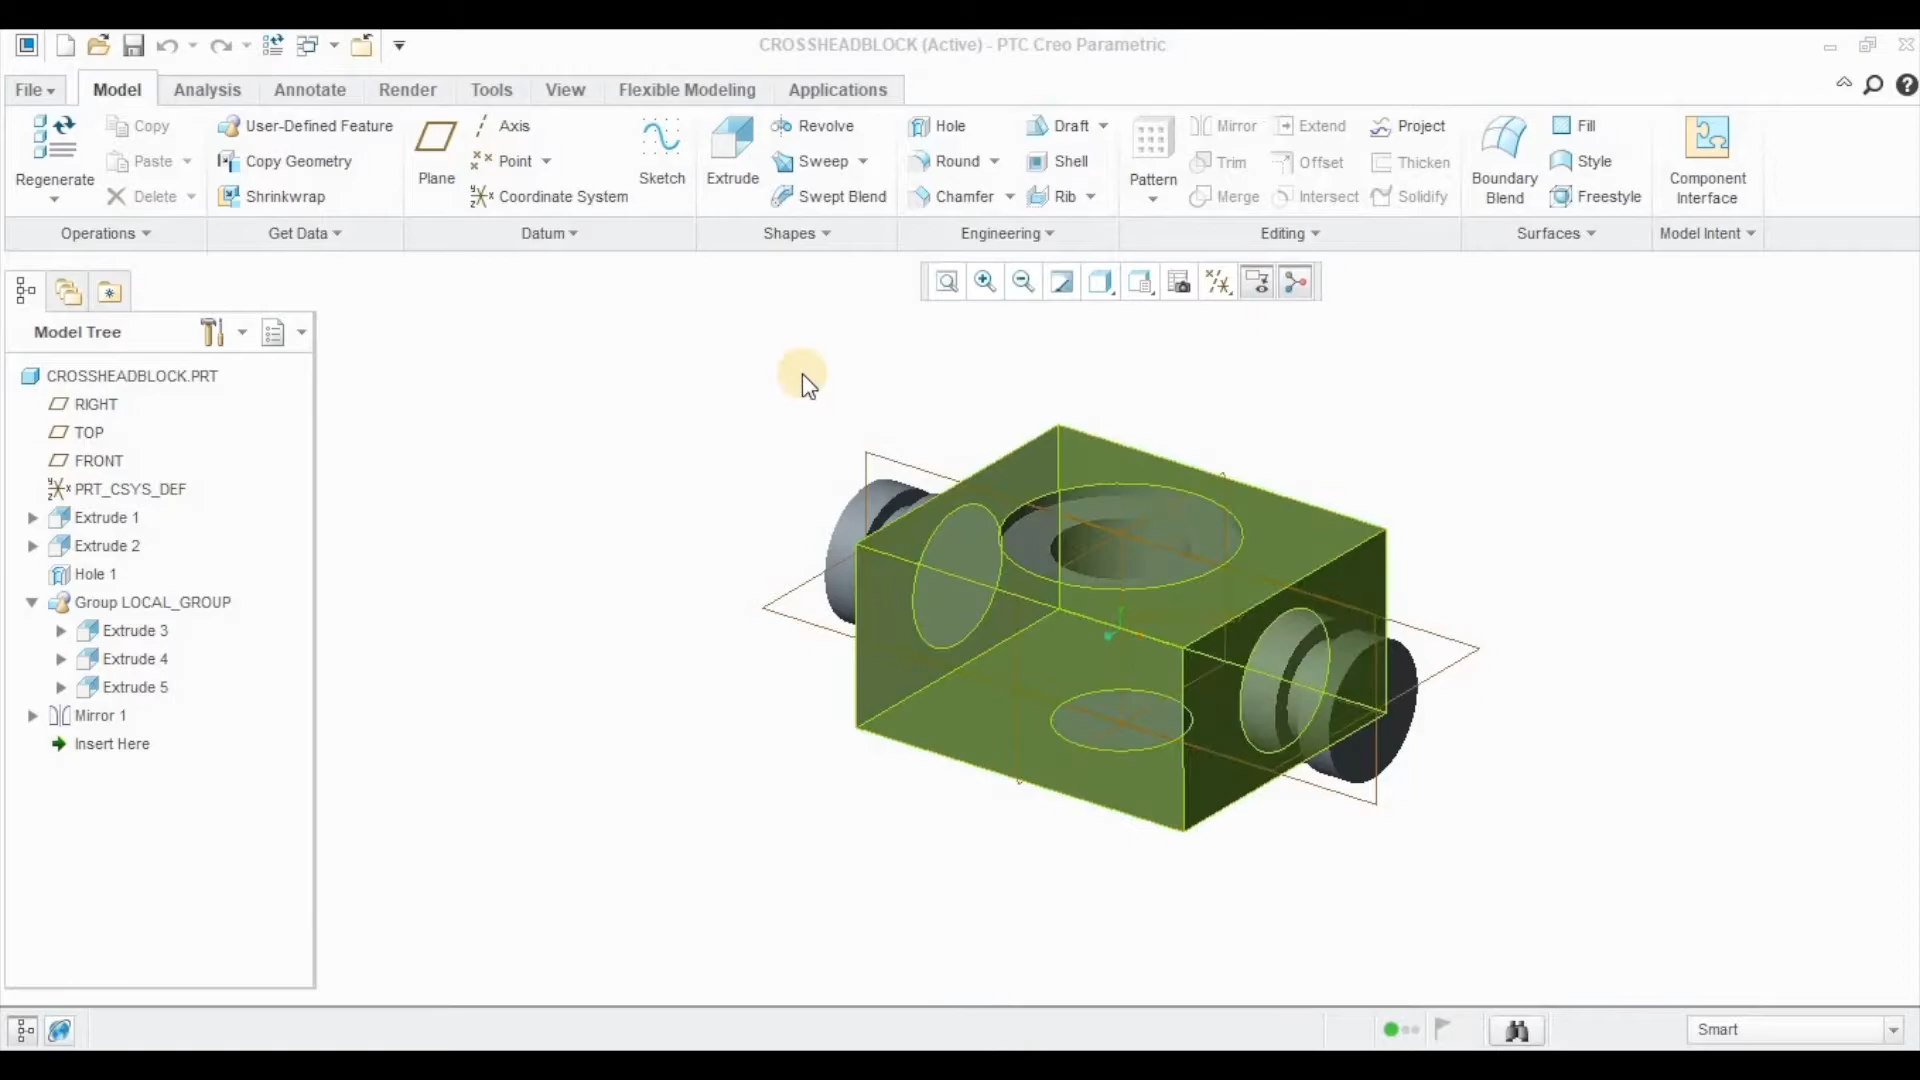 CROSSHEADBLOCK (Active) - PTC Creo Parametric
File Model Analysis Annotate Render Tools View Flexible Modeling Applications
Regenerate
Copy
Paste
Delete
User-Defined Feature
Copy Geometry
Shrinkwrap
Plane
Axis
Point
Coordinate System
Sketch
Extrude
Revolve
Sweep
Swept Blend
Hole
Round
Chamfer
Draft
Shell
Rib
Pattern
Mirror
Trim
Merge
Extend
Offset
Intersect
Project
Thicken
Solidify
Boundary
Blend
Fill
Style
Freestyle
Component
Interface
Operations Get Data Datum Shapes Engineering Editing Surfaces Model Intent
Model Tree
CROSSHEADBLOCK.PRT
RIGHT
TOP
FRONT
PRT_CSYS_DEF
Extrude 1
Extrude 2
Hole 1
Group LOCAL_GROUP
Extrude 3
Extrude 4
Extrude 5
Mirror 1
Insert Here
Smart